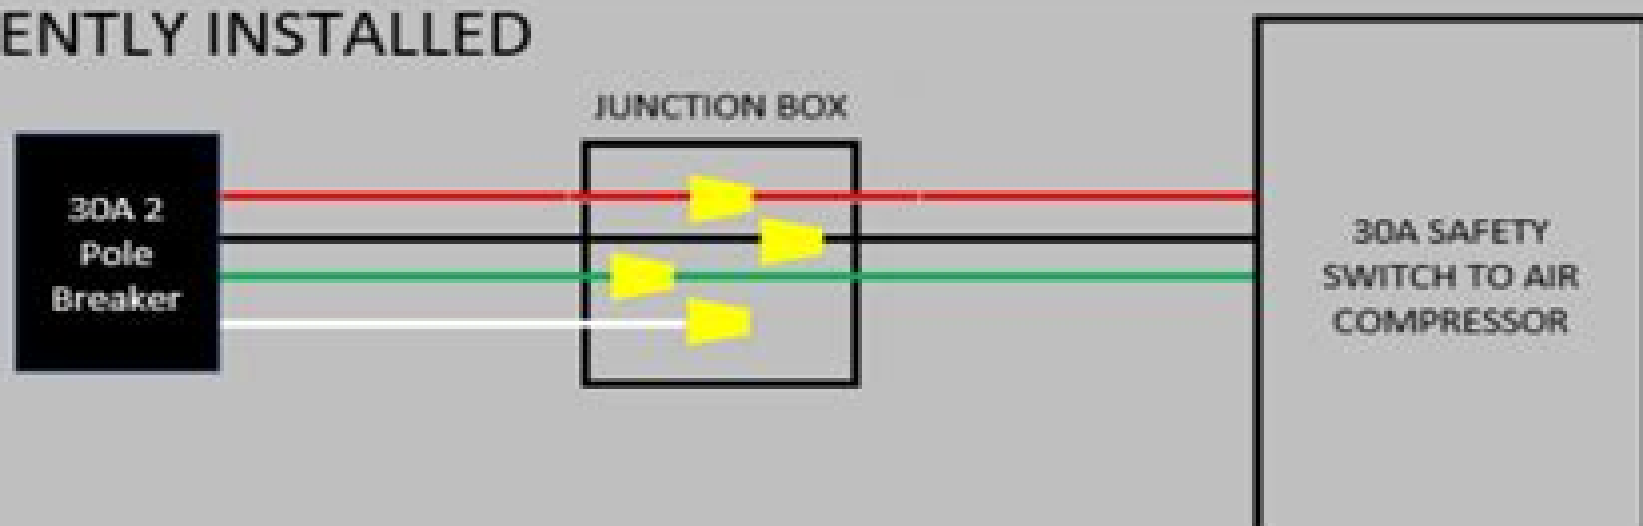 ENTLY INSTALLED
JUNCTION BOX
30A 2
Pole
Breaker
30A SAFETY
SWITCH TO AIR
COMPRESSOR